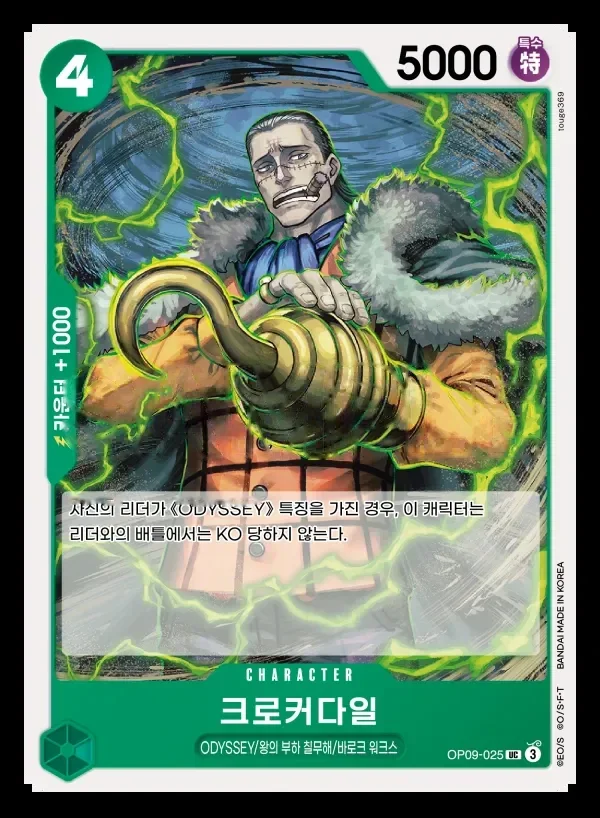 4
5000
특수
特
touge369
카운터 +1000
자신의 리더가 《ODYSSEY》 특징을 가진 경우, 이 캐릭터는
리더와의 배틀에서는 KO 당하지 않는다.
CHARACTER
크로커다일
ODYSSEY/왕의 부하 칠무해/바로크 워크스
OP09-025 UC 3
©EO/S ©O/S·F·T BANDAI MADE IN KOREA